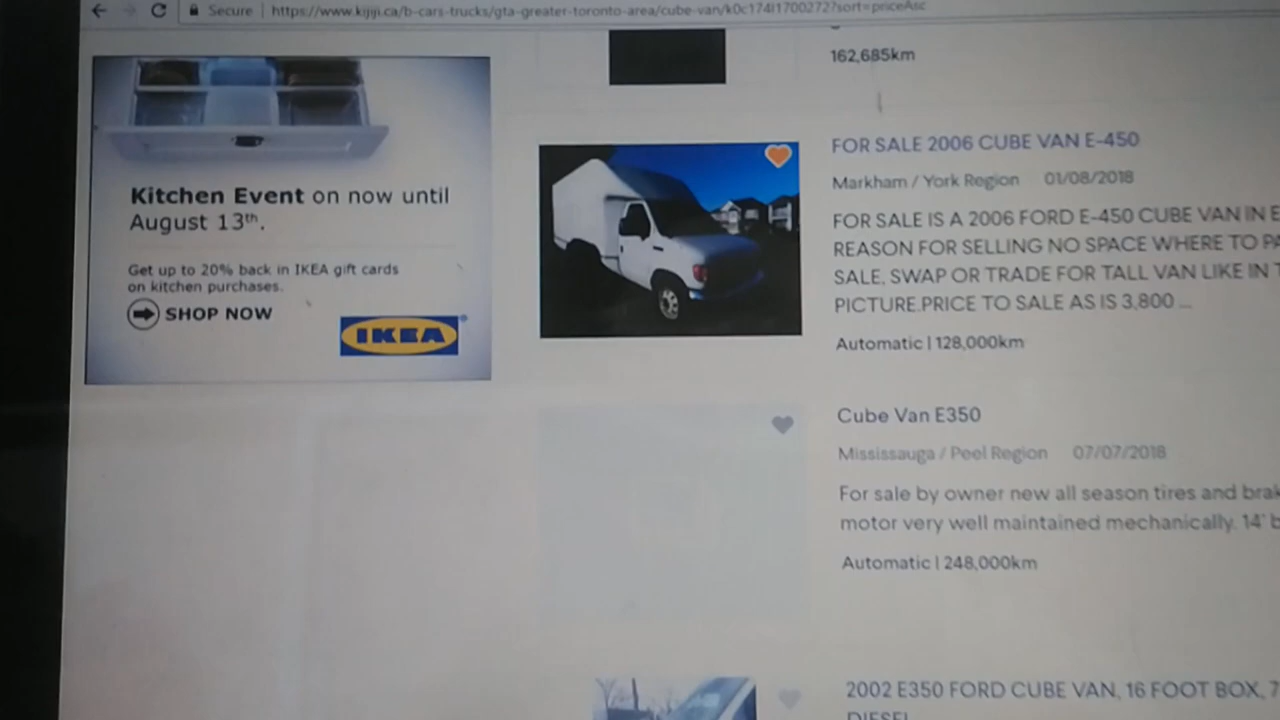 Secure https://www.kijiji.ca/b-cars-trucks/gta-greater-toronto-area/cube-van/k0c174l1700272?sort=priceAsc
162,685km
Kitchen Event on now until
August 13th.
Get up to 20% back in IKEA gift cards
on kitchen purchases.
SHOP NOW
IKEA
FOR SALE 2006 CUBE VAN E-450
Markham / York Region 01/08/2018
FOR SALE IS A 2006 FORD E-450 CUBE VAN IN E
REASON FOR SELLING NO SPACE WHERE TO PA
SALE, SWAP OR TRADE FOR TALL VAN LIKE IN T
PICTURE.PRICE TO SALE AS IS 3,800 ...
Automatic | 128,000km
Cube Van E350
Mississauga / Peel Region 07/07/2018
For sale by owner new all season tires and brak
motor very well maintained mechanically. 14' b
Automatic | 248,000km
2002 E350 FORD CUBE VAN, 16 FOOT BOX, 7
DIESEL